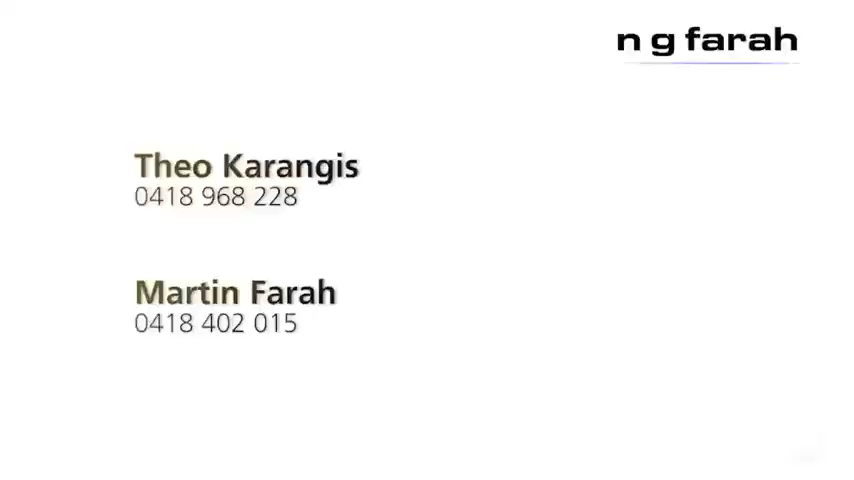 n g farah
Theo Karangis
0418 968 228
Martin Farah
0418 402 015